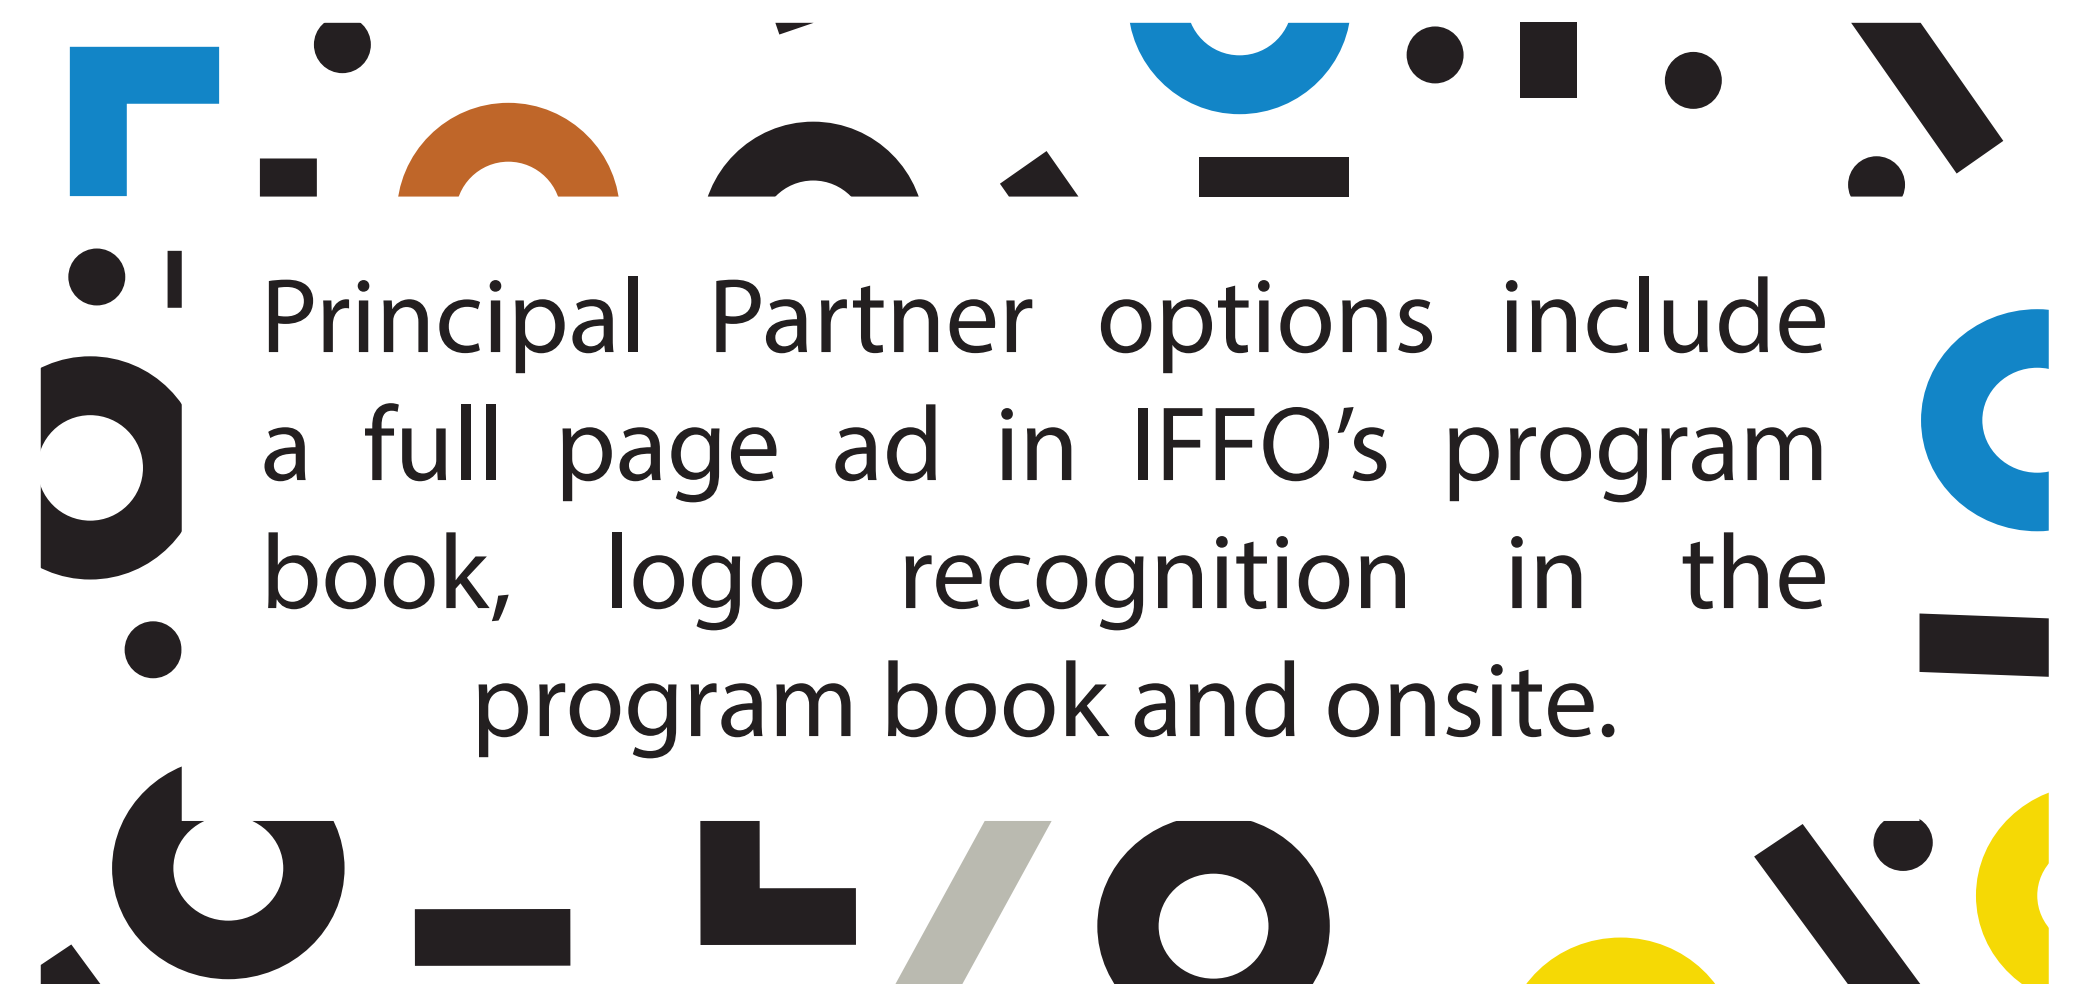 Principal Partner options include
a full page ad in IFFO’s program
book, logo recognition in the
program book and onsite.